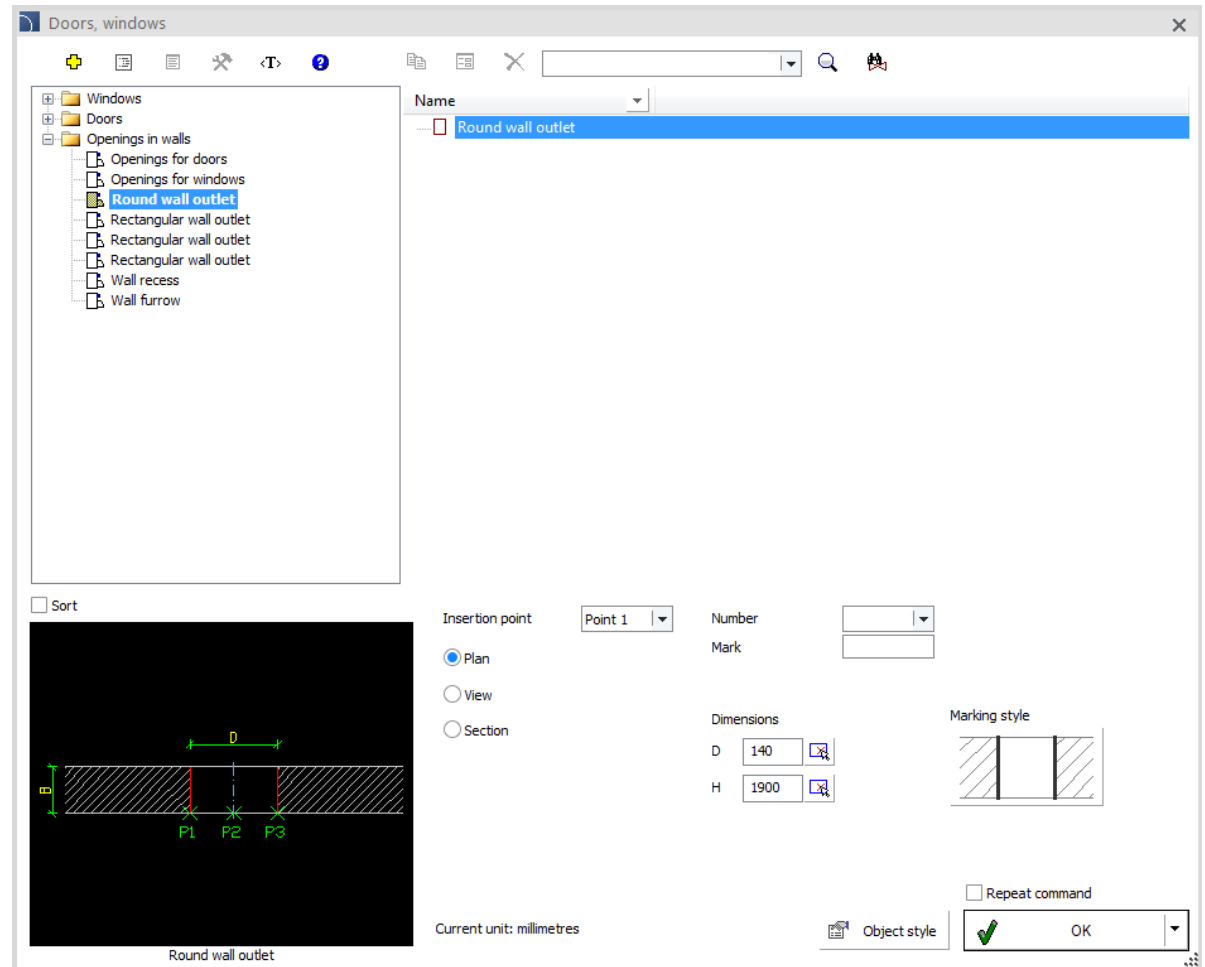 Doors, windows
<T>
Windows
Doors
Openings in walls
Openings for doors
Openings for windows
Round wall outlet
Rectangular wall outlet
Rectangular wall outlet
Rectangular wall outlet
Wall recess
Wall furrow
Name
Round wall outlet
Sort
D
B
P1 P2 P3
Round wall outlet
Insertion point Point 1
Plan
View
Section
Number
Mark
Dimensions
D 140
H 1900
Marking style
Repeat command
Current unit: millimetres
Object style
OK